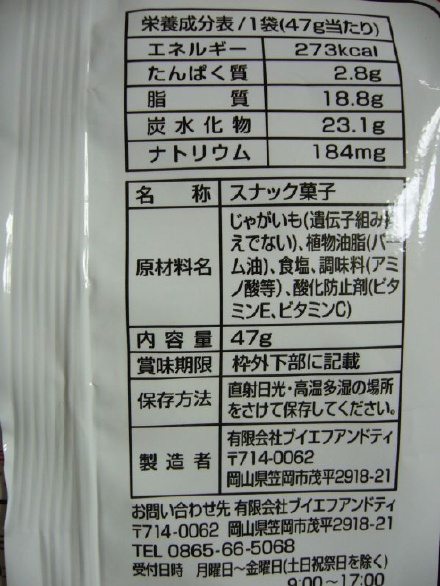 栄養成分表/1袋(47g当たり)
エネルギー 273kcal
たんぱく質 2.8g
脂質 18.8g
炭水化物 23.1g
ナトリウム 184mg
名称 スナック菓子
原材料名 じゃがいも(遺伝子組み換
えでない)、植物油脂(パー
ム油)、食塩、調味料(アミ
ノ酸等)、酸化防止剤(ビタ
ミンE、ビタミンC)
内容量 47g
賞味期限 枠外下部に記載
保存方法 直射日光・高温多湿の場所
をさけて保存してください。
製造者 有限会社ブイエフアンドティ
〒714-0062
岡山県笠岡市茂平2918-21
お問い合わせ先 有限会社ブイエフアンドティ
〒714-0062 岡山県笠岡市茂平2918-21
TEL 0865-66-5068
受付日時 月曜日〜金曜日(土日祝祭日を除く)
9:00〜17:00